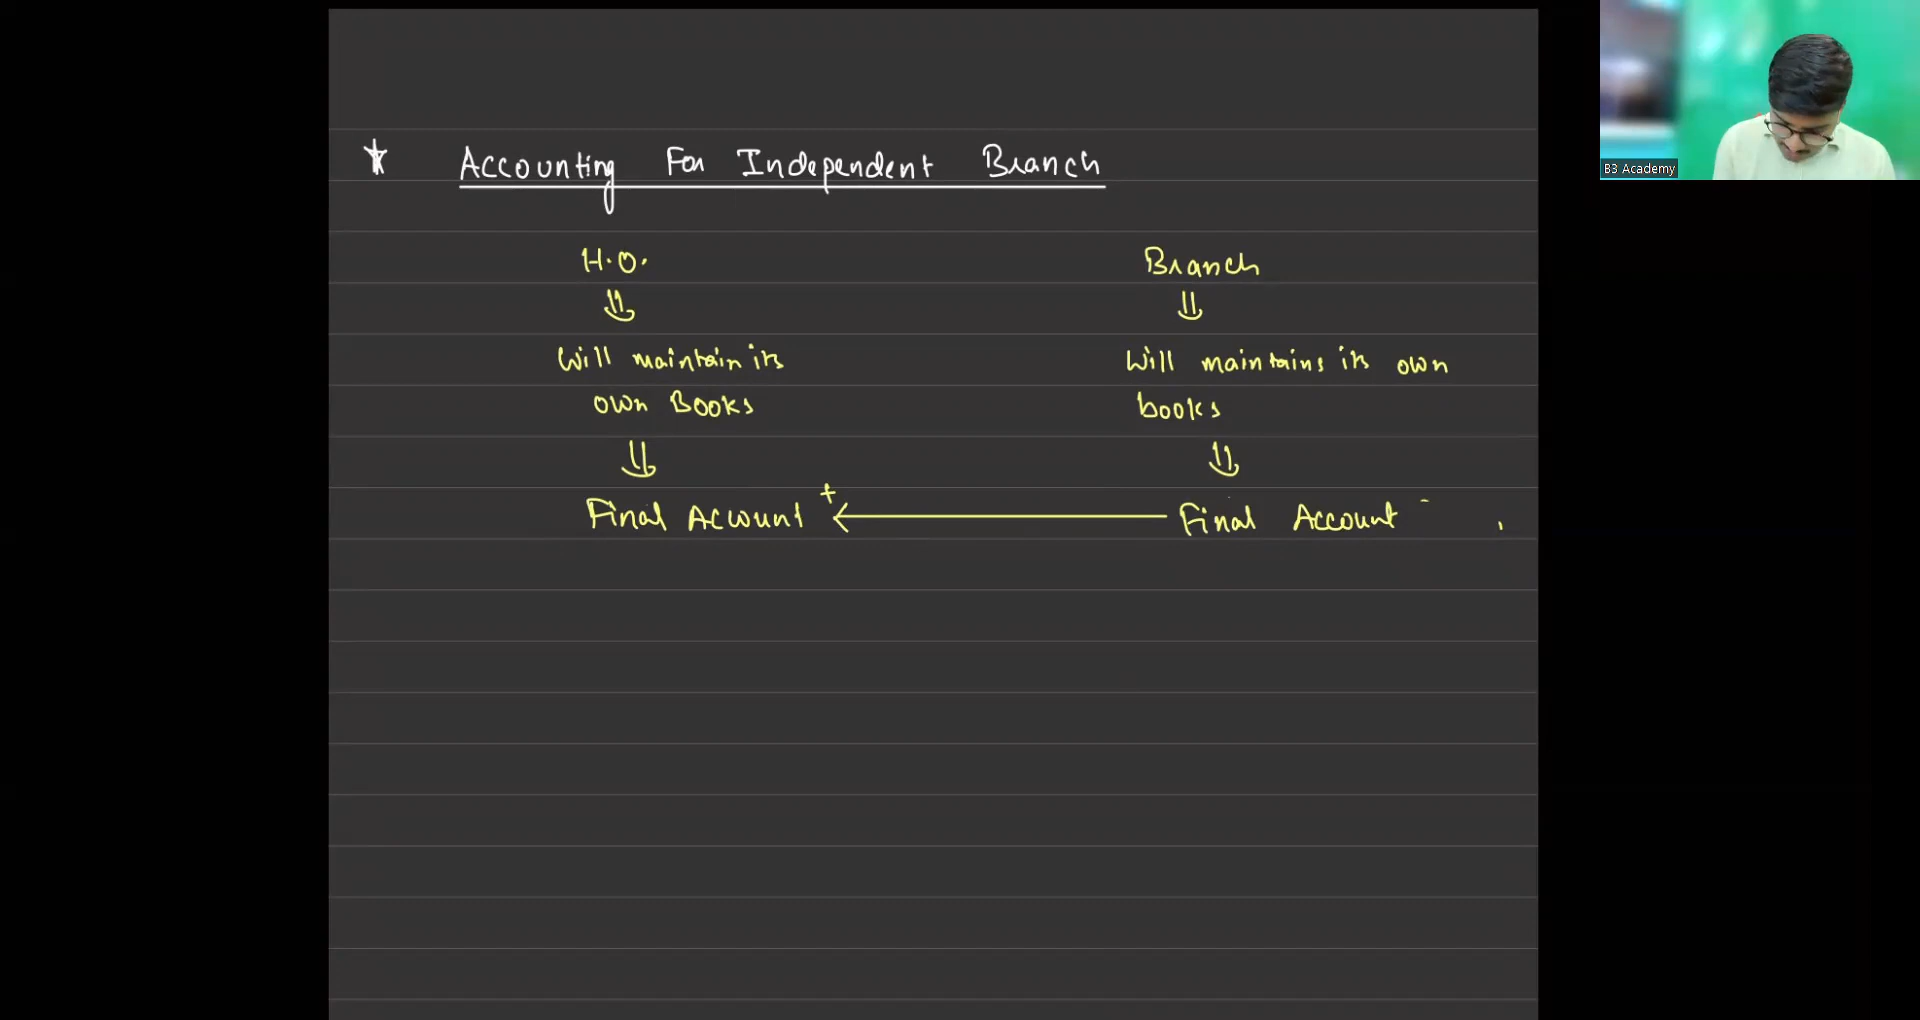 * Accounting For Independent Branch
H.O. Branch
Will maintain its Will maintains its own
own Books books
Final Account + Final Account
B3 Academy